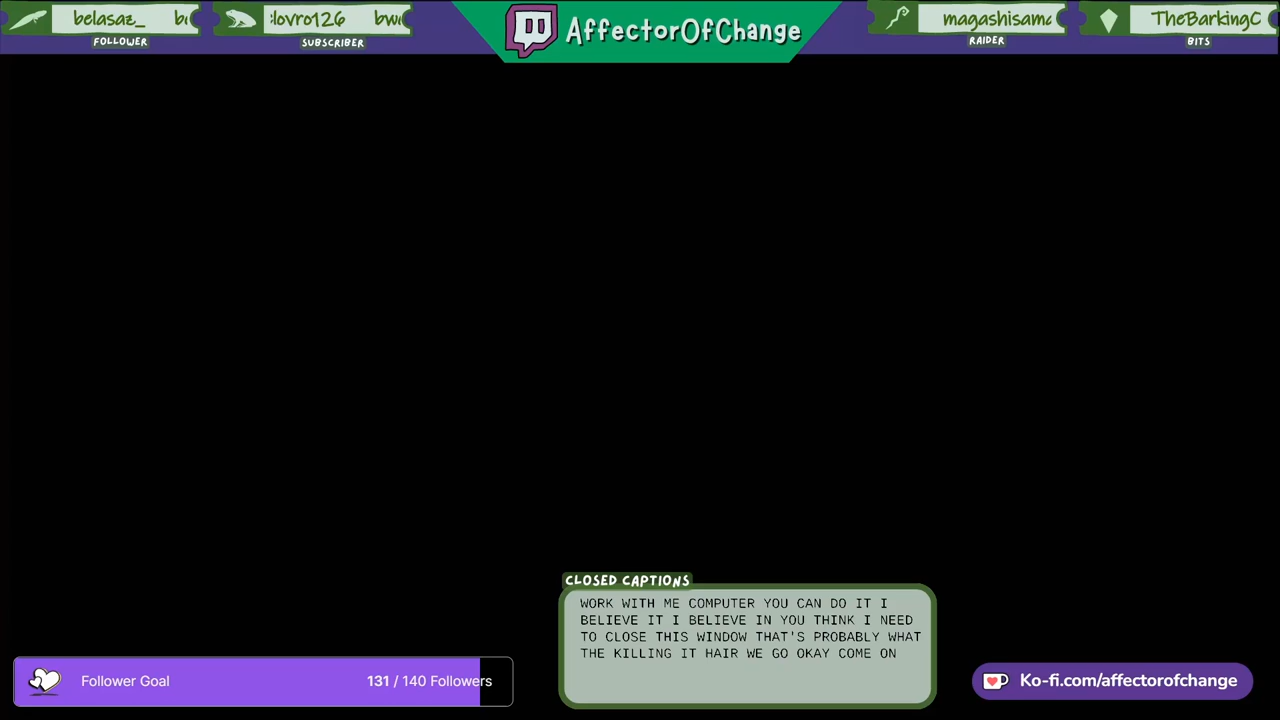 belasaz_
FOLLOWER
lovro126
SUBSCRIBER
AffectorOfChange
RAIDER
TheBarkingC
BITS
CLOSED CAPTIONS
WORK WITH ME COMPUTER YOU CAN DO IT I
BELIEVE IT I BELIEVE IN YOU THINK I NEED
TO CLOSE THIS WINDOW THAT'S PROBABLY WHAT
THE KILLING IT HAIR WE GO OKAY COME ON
Follower Goal
131 / 140 Followers
Ko-fi.com/affectorofchange